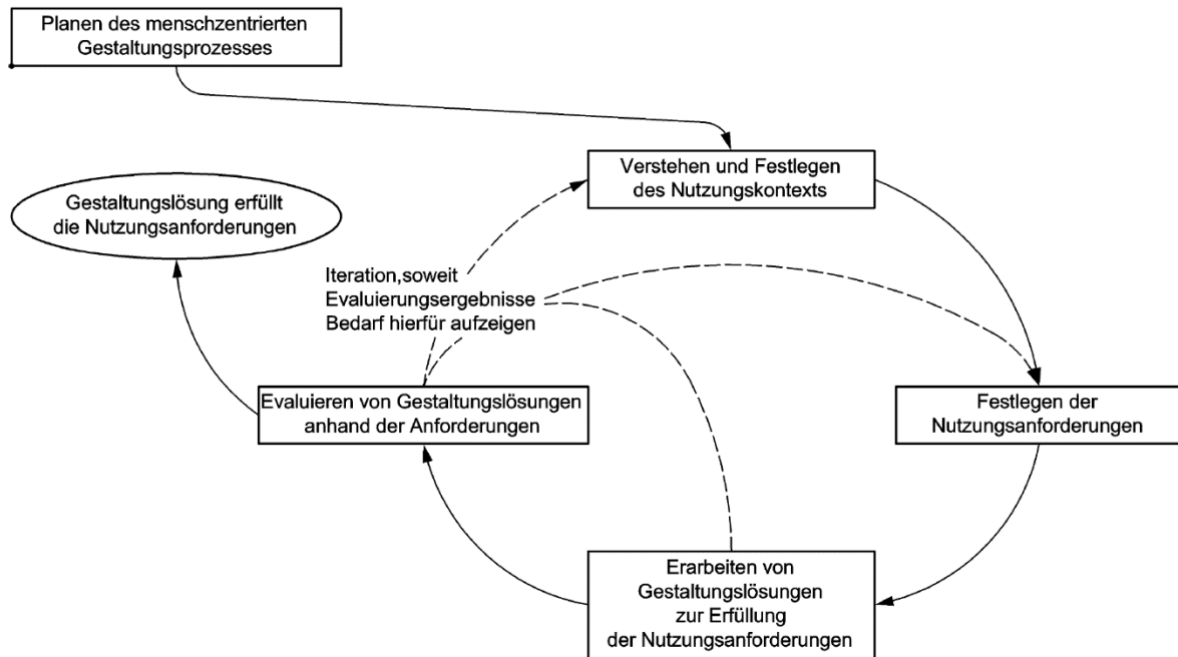 Planen des menschzentrierten
Gestaltungsprozesses
Verstehen und Festlegen
des Nutzungskontexts
Gestaltungslösung erfüllt
die Nutzungsanforderungen
Iteration,soweit
Evaluierungsergebnisse
Bedarf hierfür aufzeigen
Evaluieren von Gestaltungslösungen
anhand der Anforderungen
Festlegen der
Nutzungsanforderungen
Erarbeiten von
Gestaltungslösungen
zur Erfüllung
der Nutzungsanforderungen